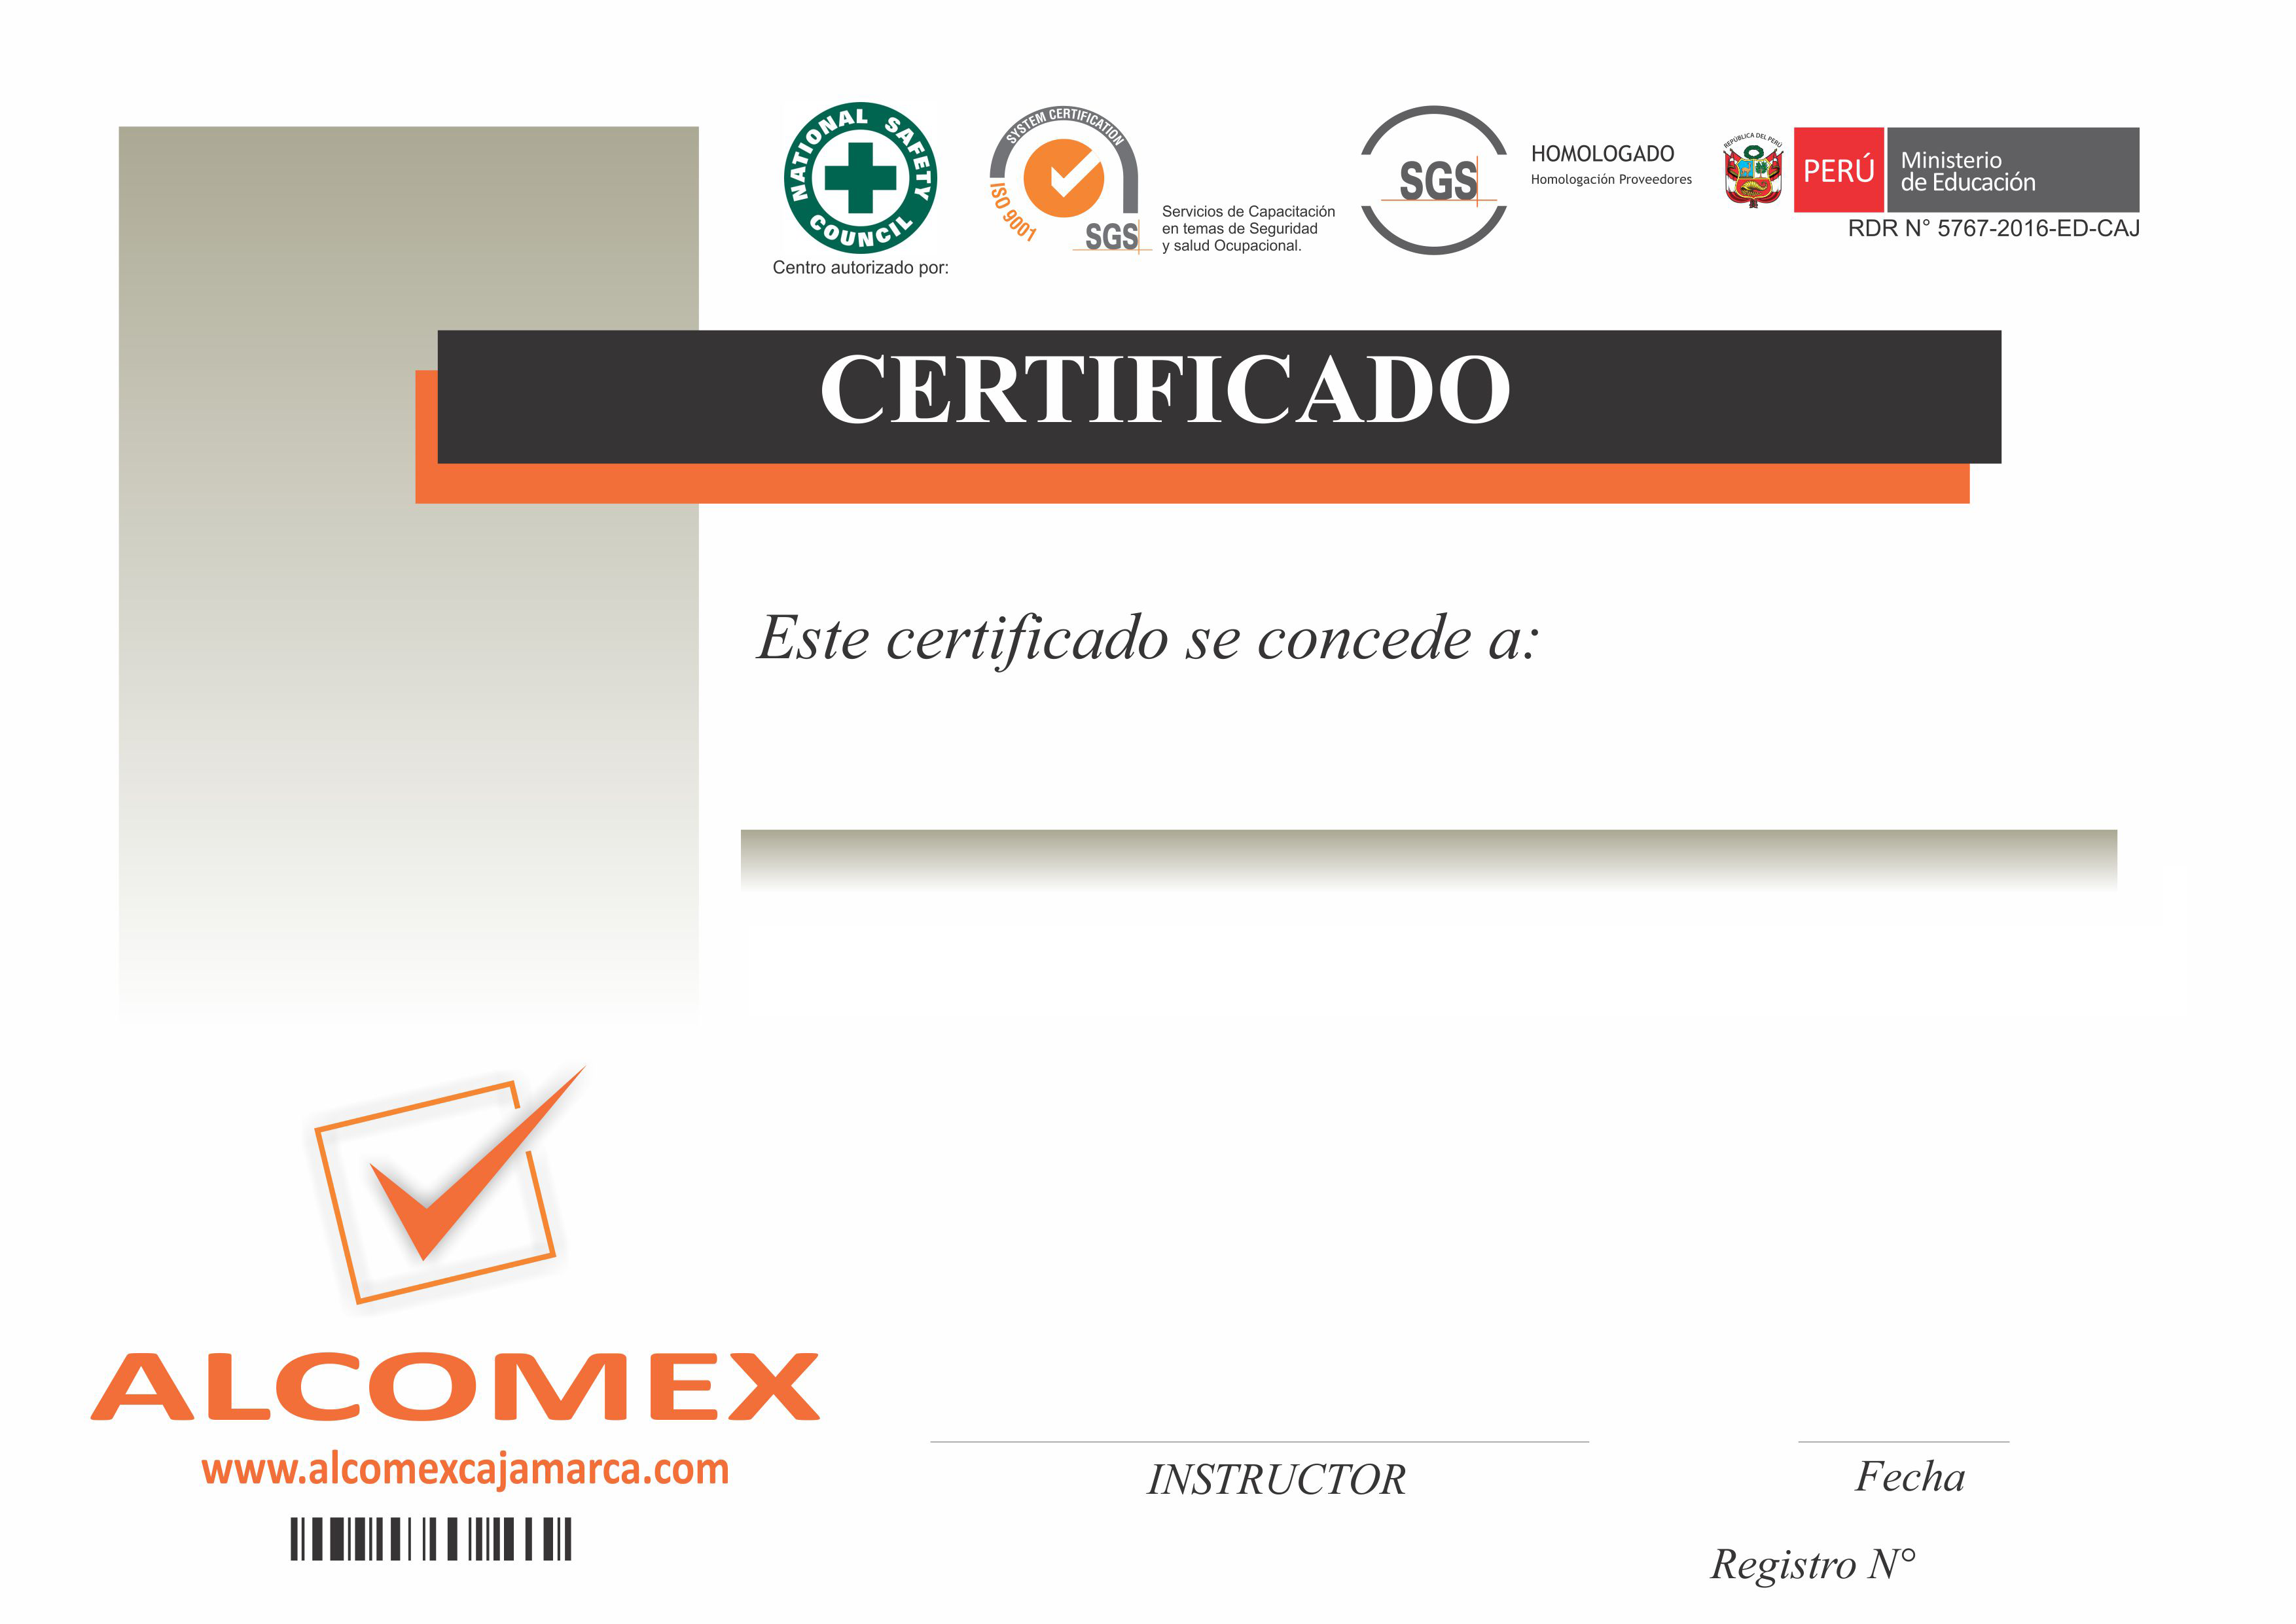 NATIONAL SAFETY COUNCIL
Centro autorizado por:
SYSTEM CERTIFICATION
ISO 9001
SGS
Servicios de Capacitación
en temas de Seguridad
y salud Ocupacional.
SGS
HOMOLOGADO
Homologación Proveedores
REPÚBLICA DEL PERÚ
PERÚ
Ministerio
de Educación
RDR N° 5767-2016-ED-CAJ
CERTIFICADO
Este certificado se concede a:
ALCOMEX
www.alcomexcajamarca.com
INSTRUCTOR
Fecha
Registro N°